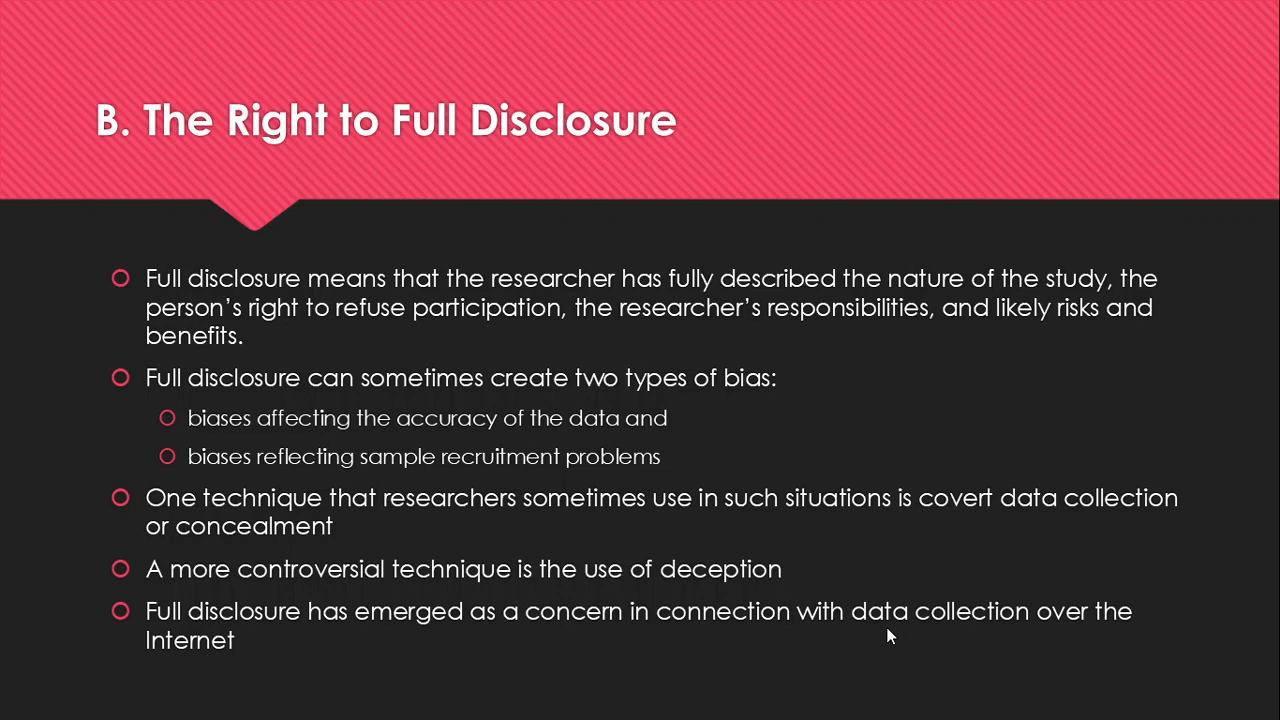 B. The Right to Full Disclosure
Full disclosure means that the researcher has fully described the nature of the study, the
person’s right to refuse participation, the researcher’s responsibilities, and likely risks and
benefits.
Full disclosure can sometimes create two types of bias:
biases affecting the accuracy of the data and
biases reflecting sample recruitment problems
One technique that researchers sometimes use in such situations is covert data collection
or concealment
A more controversial technique is the use of deception
Full disclosure has emerged as a concern in connection with data collection over the
Internet